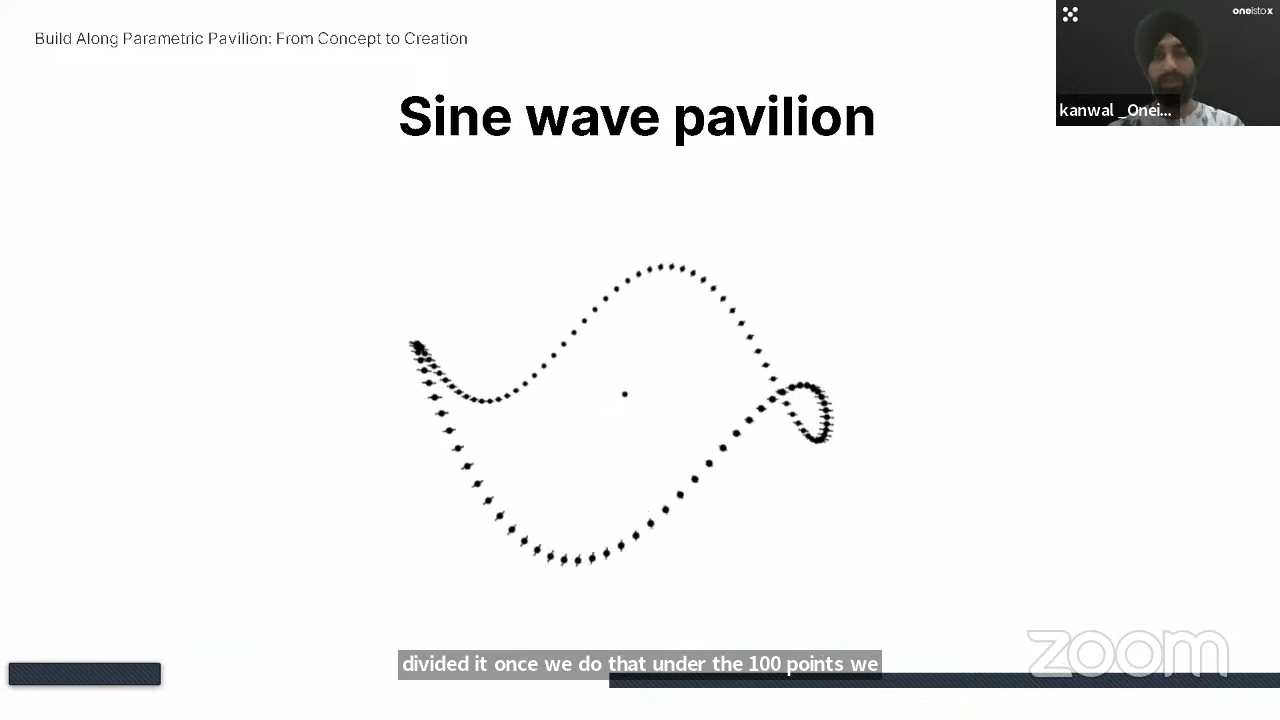 Build Along Parametric Pavilion: From Concept to Creation
oneistox
kanwal _Onei...
Sine wave pavilion
divided it once we do that under the 100 points we
zoom